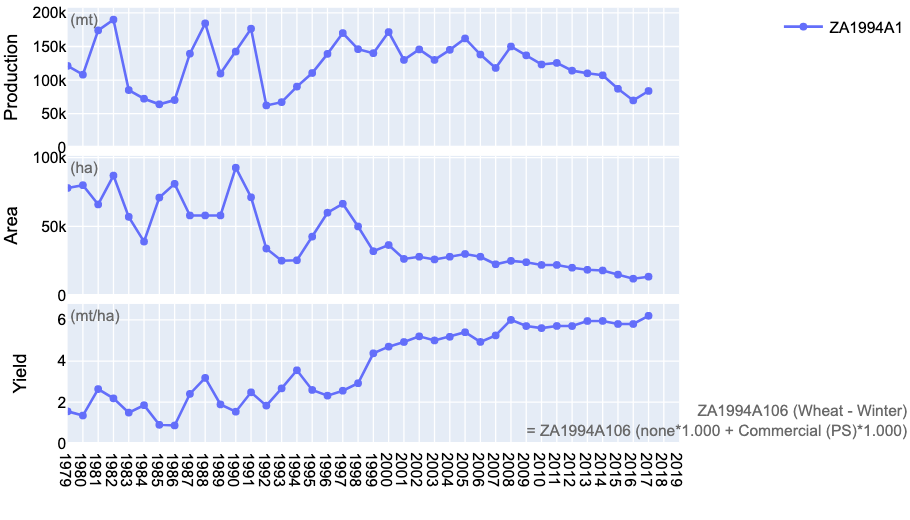 ZA1994A1
Production
(mt)
200k
150k
100k
50k
0
Area
(ha)
100k
50k
0
Yield
(mt/ha)
6
4
2
0
ZA1994A106 (Wheat - Winter)
= ZA1994A106 (none*1.000 + Commercial (PS)*1.000)
1979 1980 1981 1982 1983 1984 1985 1986 1987 1988 1989 1990 1991 1992 1993 1994 1995 1996 1997 1998 1999 2000 2001 2002 2003 2004 2005 2006 2007 2008 2009 2010 2011 2012 2013 2014 2015 2016 2017 2018 2019